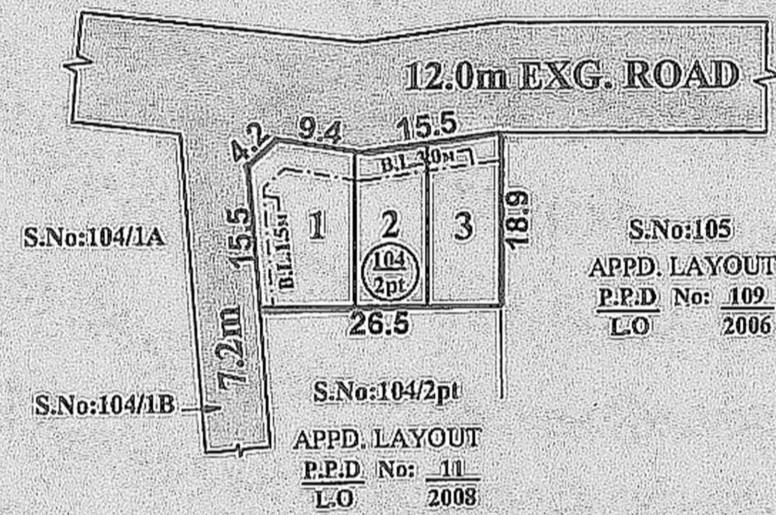 12.0m EXG. ROAD
4.2
9.4
15.5
B.L 3.0M
S.No:104/1A
15.5
B.L 1.5M
1
2
3
18.9
104
2pt
S.No:105
APPD. LAYOUT
P.P.D No: 109
L.O 2006
26.5
7.2m
S.No:104/1B
S.No:104/2pt
APPD. LAYOUT
P.P.D No: 11
L.O 2008